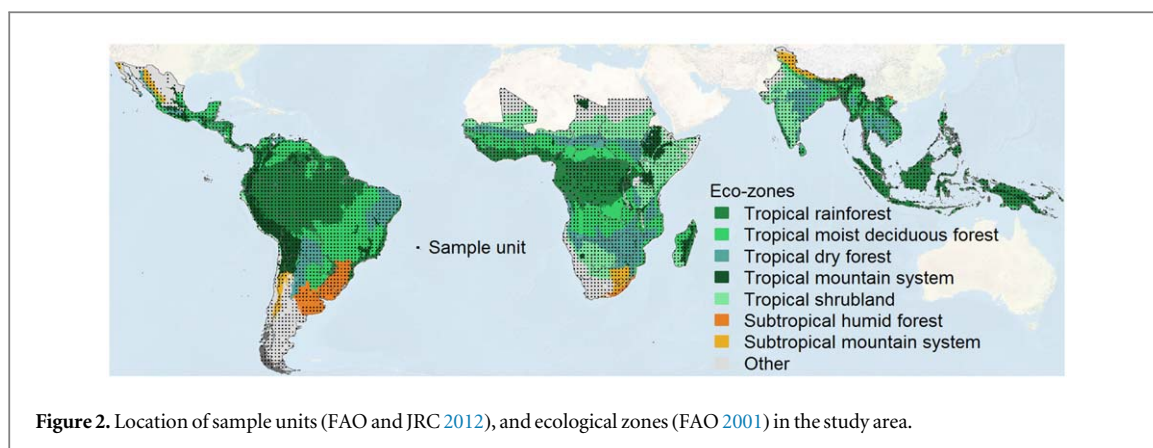 Eco-zones
Tropical rainforest
Tropical moist deciduous forest
Sample unit
Tropical dry forest
Tropical mountain system
Tropical shrubland
Subtropical humid forest
Subtropical mountain system
Other
Figure 2. Location of sample units (FAO and JRC 2012), and ecological zones (FAO 2001) in the study area.